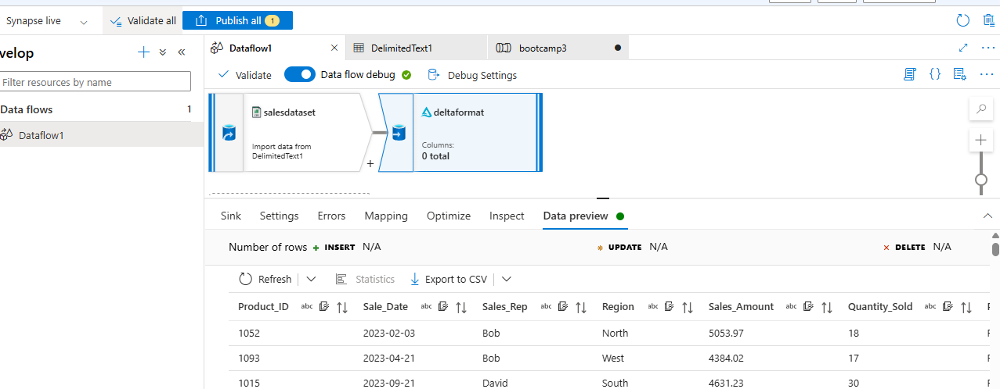 Synapse live
Validate all
Publish all 1
velop
Filter resources by name
Data flows 1
Dataflow1
Dataflow1
DelimitedText1
bootcamp3
Validate
Data flow debug
Debug Settings
salesdataset
Import data from
DelimitedText1
+
deltaformat
Columns:
0 total
Sink Settings Errors Mapping Optimize Inspect Data preview
Number of rows + INSERT N/A UPDATE N/A × DELETE N/A
Refresh Statistics Export to CSV
Product_ID abc Sale_Date abc Sales_Rep abc Region abc Sales_Amount abc Quantity_Sold abc
1052 2023-02-03 Bob North 5053.97 18
1093 2023-04-21 Bob West 4384.02 17
1015 2023-09-21 David South 4631.23 30